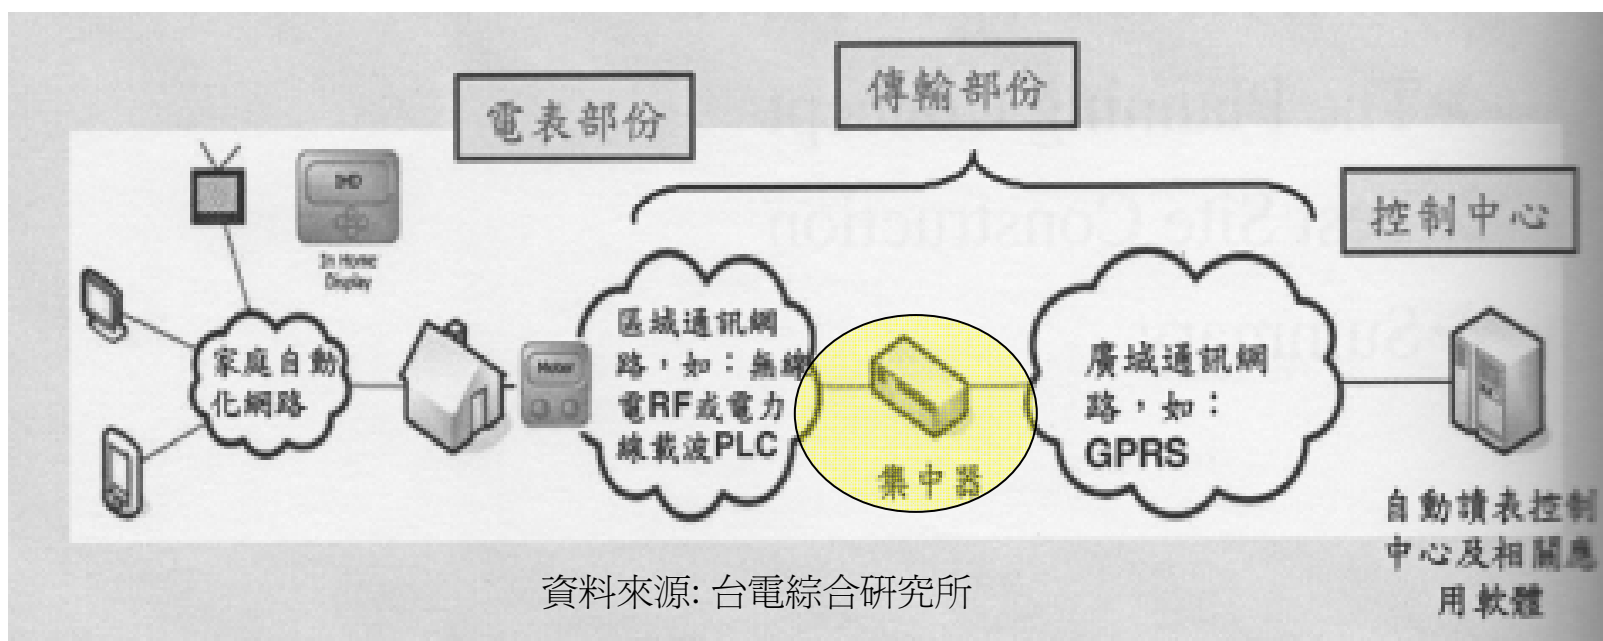 電表部份
傳輸部份
控制中心
IHD
In Home
Display
家庭自動
化網路
Meter
區域通訊網
路，如：無線
電RF或電力
線載波PLC
集中器
廣域通訊網
路，如：
GPRS
自動讀表控制
中心及相關應
用軟體
資料來源: 台電綜合研究所